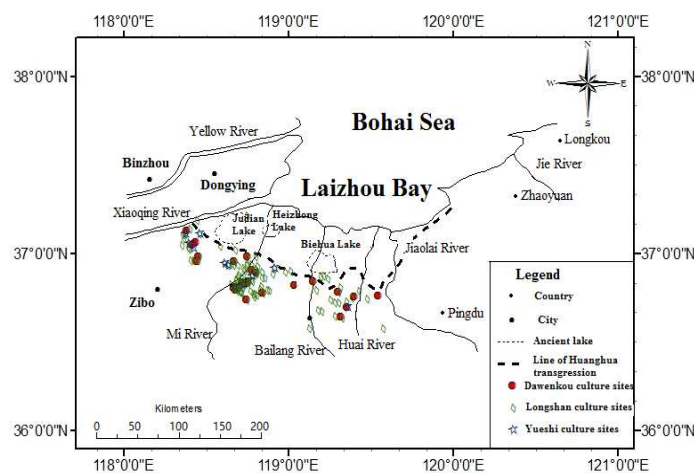 118°0'0"E 119°0'0"E 120°0'0"E 121°0'0"E
38°0'0"N 38°0'0"N
N
W E
S
Bohai Sea
Yellow River
Longkou
Jie River
Binzhou
Dongying
Laizhou Bay
Zhaoyuan
Xiaoqing River
Judian Lake
Heizhong Lake
37°0'0"N 37°0'0"N
Biehua Lake
Jiaolai River
Zibo
Mi River
Bailang River
Huai River
Pingdu
Legend
Country
City
Ancient lake
Line of Huanghua
transgression
Dawenkou culture sites
Longshan culture sites
Yueshi culture sites
36°0'0"N 36°0'0"N
Kilometers
0 50 100 150 200
118°0'0"E 119°0'0"E 120°0'0"E 121°0'0"E